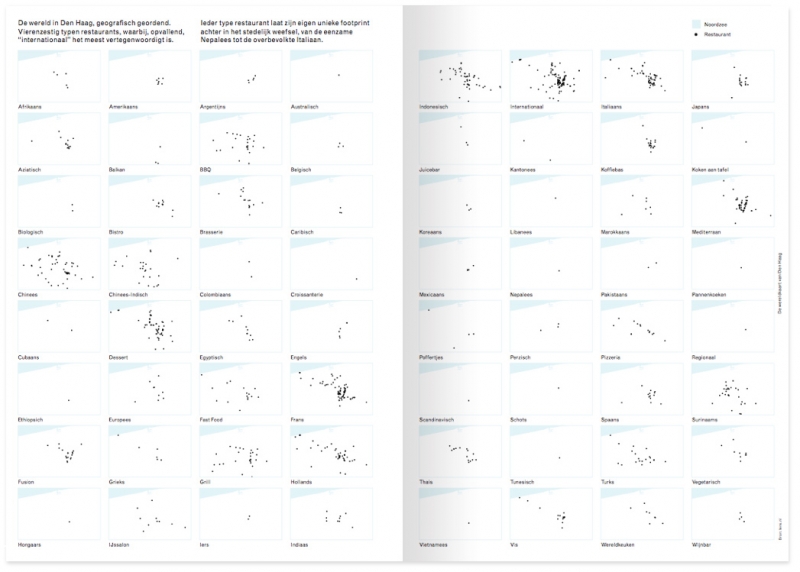 De wereld in Den Haag, geografisch geordend.
Vierenzestig typen restaurants, waarbij, opvallend,
"internationaal" het meest vertegenwoordigt is.
Ieder type restaurant laat zijn eigen unieke footprint
achter in het stedelijk weefsel, van de eenzame
Nepalees tot de overbevolkte Italiaan.
Noordzee
Restaurant
Afrikaans
Amerikaans
Argentijns
Australisch
Indonesisch
Internationaal
Italiaans
Japans
Aziatisch
Balkan
BBQ
Belgisch
Juicebar
Kantonees
Koffiebar
Koken aan tafel
Biologisch
Bistro
Brasserie
Caribisch
Koreaans
Libanees
Marokkaans
Mediterraan
Chinees
Chinees-Indisch
Colombiaans
Croissanterie
Mexicaans
Nepalees
Pakistaans
Pannenkoeken
Cubaans
Dessert
Egyptisch
Engels
Poffertjes
Perzisch
Pizzeria
Regionaal
Ethiopisch
Europees
Fast Food
Frans
Scandinavisch
Schots
Spaans
Surinaams
Fusion
Grieks
Grill
Hollands
Thais
Tunesisch
Turks
Vegetarisch
Hongaars
IJssalon
Iers
Indiaas
Vietnamees
Vis
Wereldkeuken
Wijnbar
De wereldkaart van Den Haag